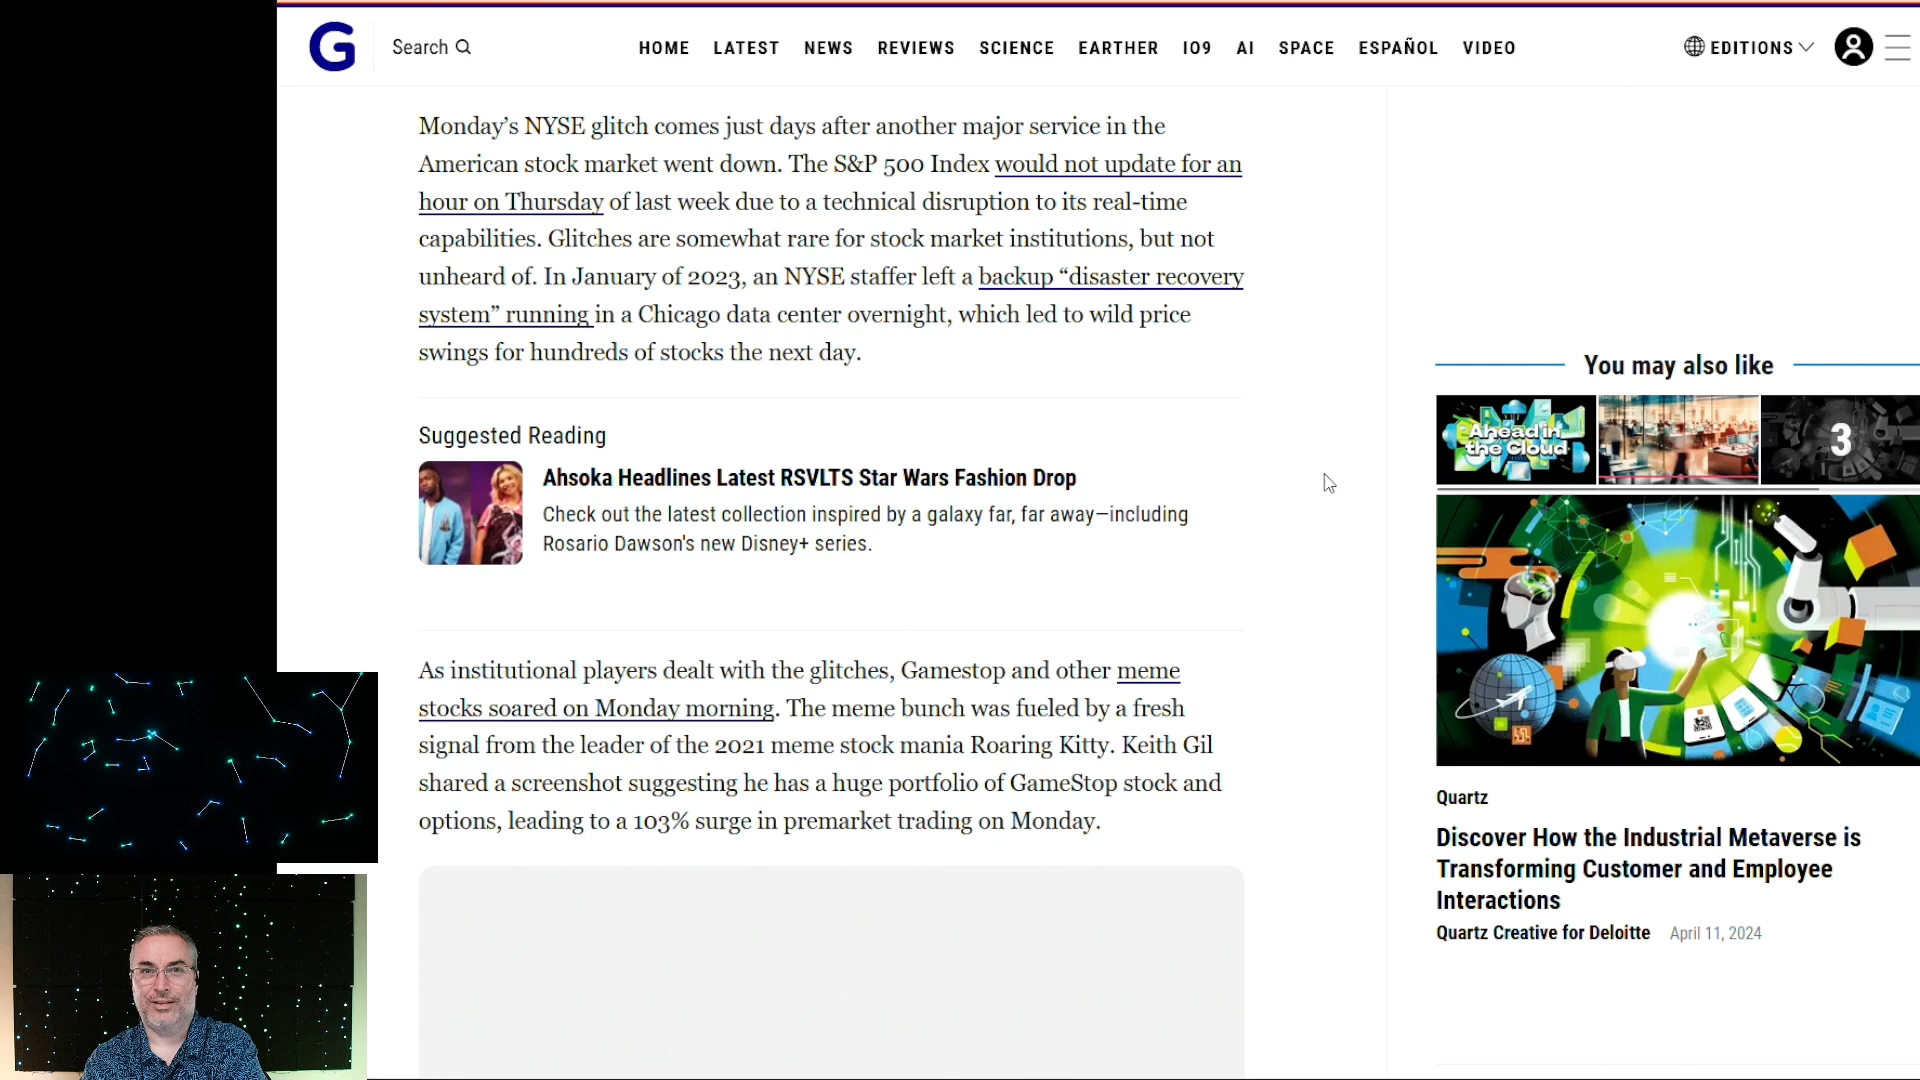 G
Search
HOME LATEST NEWS REVIEWS SCIENCE EARTHER IO9 AI SPACE ESPAÑOL VIDEO
EDITIONS
Monday’s NYSE glitch comes just days after another major service in the
American stock market went down. The S&P 500 Index would not update for an
hour on Thursday of last week due to a technical disruption to its real-time
capabilities. Glitches are somewhat rare for stock market institutions, but not
unheard of. In January of 2023, an NYSE staffer left a backup “disaster recovery
system” running in a Chicago data center overnight, which led to wild price
swings for hundreds of stocks the next day.
Suggested Reading
Ahsoka Headlines Latest RSVLTS Star Wars Fashion Drop
Check out the latest collection inspired by a galaxy far, far away—including
Rosario Dawson's new Disney+ series.
As institutional players dealt with the glitches, Gamestop and other meme
stocks soared on Monday morning. The meme bunch was fueled by a fresh
signal from the leader of the 2021 meme stock mania Roaring Kitty. Keith Gil
shared a screenshot suggesting he has a huge portfolio of GameStop stock and
options, leading to a 103% surge in premarket trading on Monday.
You may also like
Ahead in
the Cloud
3
Quartz
Discover How the Industrial Metaverse is
Transforming Customer and Employee
Interactions
Quartz Creative for Deloitte April 11, 2024